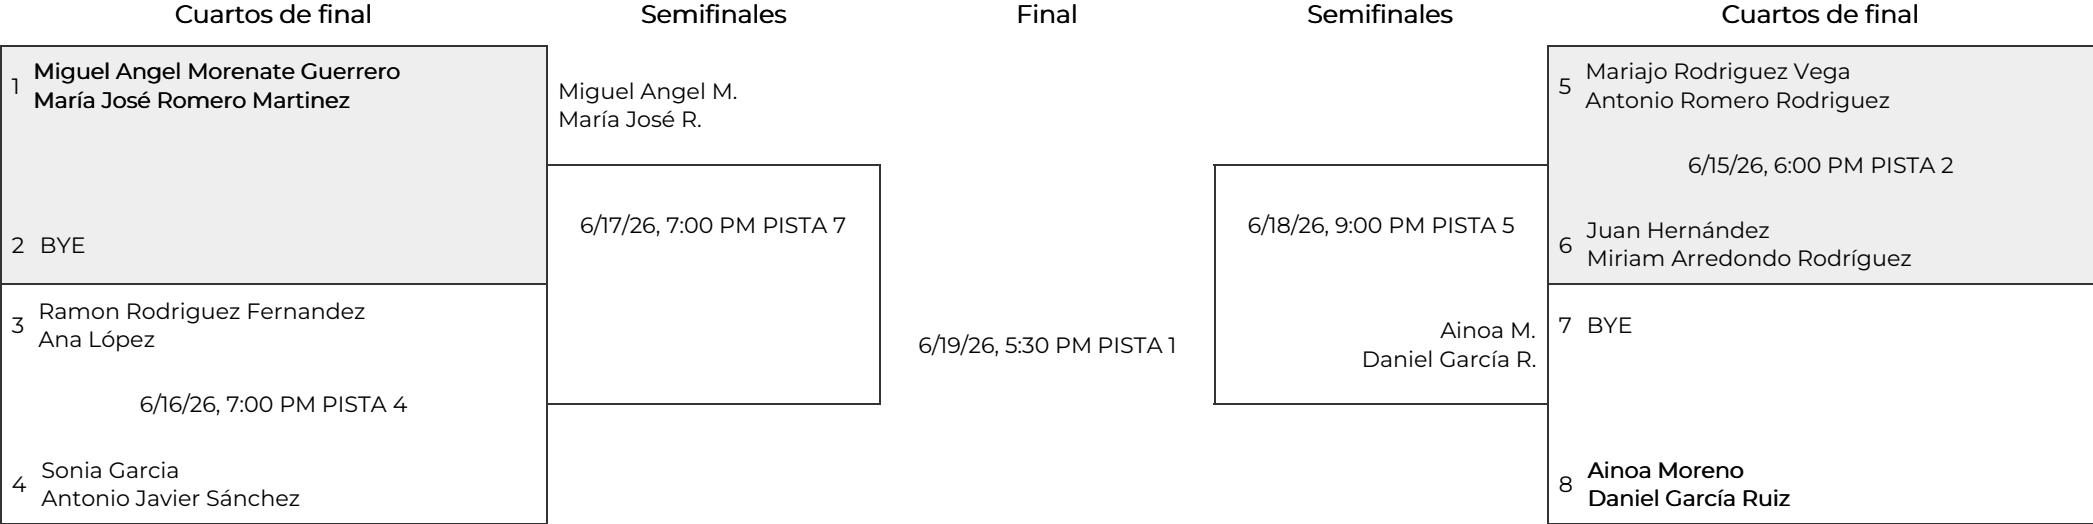 Cuartos de final
Semifinales
Final
Semifinales
Cuartos de final
1
Miguel Angel Morenate Guerrero
María José Romero Martinez
2 BYE
3
Ramon Rodriguez Fernandez
Ana López
6/16/26, 7:00 PM PISTA 4
4
Sonia Garcia
Antonio Javier Sánchez
Miguel Angel M.
María José R.
6/17/26, 7:00 PM PISTA 7
6/19/26, 5:30 PM PISTA 1
6/18/26, 9:00 PM PISTA 5
Ainoa M.
Daniel García R.
5
Mariajo Rodriguez Vega
Antonio Romero Rodriguez
6/15/26, 6:00 PM PISTA 2
6
Juan Hernández
Miriam Arredondo Rodríguez
7 BYE
8
Ainoa Moreno
Daniel García Ruiz